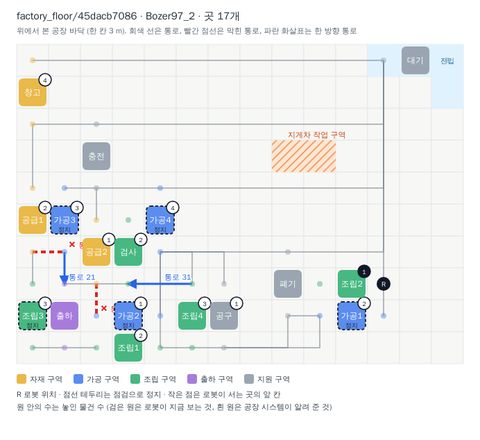 factory_floor/45dacb7086 · Bozer97_2 · 곳 17개
위에서 본 공장 바닥 (한 칸 3 m). 회색 선은 통로, 빨간 점선은 막힌 통로, 파란 화살표는 한 방향 통로
대기
4
창고
지게차 작업 구역
충전
2 3 4
공급1 가공3 가공4
정지 정지
1 2
공급2 검사
통로 21
통로 31
1
폐기 조립2 R
3 1 3 1 2
조립3 출하 가공2 조립4 공구 가공1
정지 정지 정지
2
조립1
자재 구역 가공 구역 조립 구역 출하 구역 지원 구역
R 로봇 위치 · 점선 테두리는 점검으로 정지 · 작은 점은 로봇이 서는 곳의 앞 칸
원 안의 수는 놓인 물건 수 (검은 원은 로봇이 지금 보는 것, 흰 원은 공장 시스템이 알려 준 것)